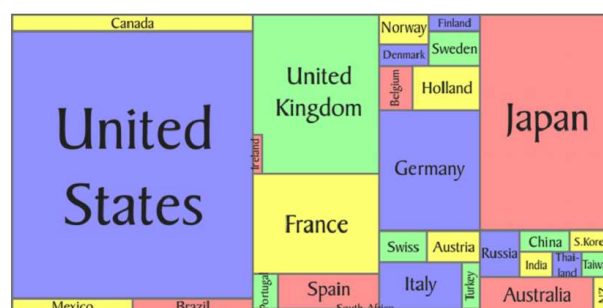 Canada
United
States
Mexico
Brazil
United
Kingdom
Ireland
France
Portugal
Spain
South Africa
Norway
Finland
Denmark
Sweden
Belgium
Holland
Germany
Swiss
Austria
Italy
Turkey
Japan
Russia
China
S.Kore
India
Thai-
land
Taiw
Australia